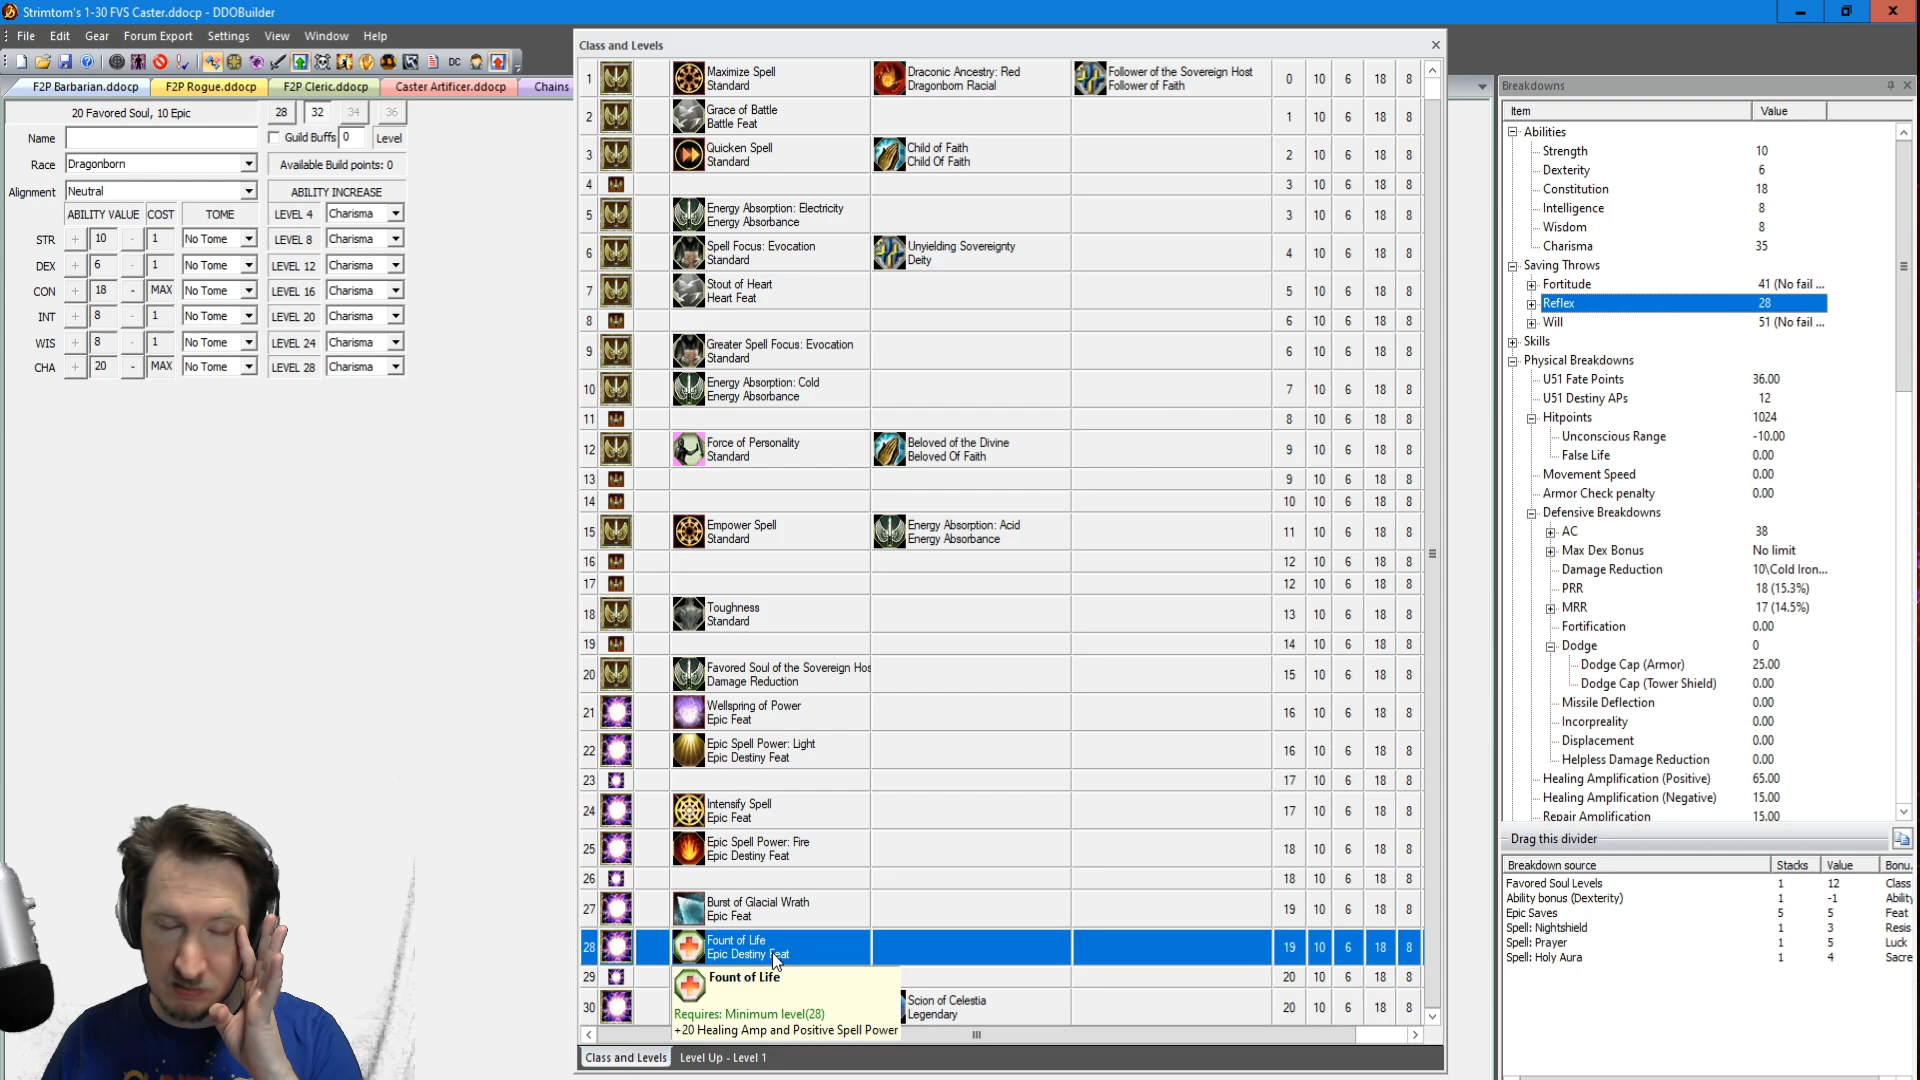 Strimtom's 1-30 FVS Caster.ddocp - DDOBuilder
File Edit Gear Forum Export Settings View Window Help
DC
F2P Barbarian.ddocp F2P Rogue.ddocp F2P Cleric.ddocp Caster Artificer.ddocp Chains
20 Favored Soul, 10 Epic 28 32 34 36
Name Guild Buffs 0 Level
Race Dragonborn Available Build points: 0
Alignment Neutral ABILITY INCREASE
ABILITY VALUE COST TOME LEVEL 4 Charisma
STR + 10 - 1 No Tome LEVEL 8 Charisma
DEX + 6 - 1 No Tome LEVEL 12 Charisma
CON + 18 - MAX No Tome LEVEL 16 Charisma
INT + 8 - 1 No Tome LEVEL 20 Charisma
WIS + 8 - 1 No Tome LEVEL 24 Charisma
CHA + 20 - MAX No Tome LEVEL 28 Charisma
Class and Levels
1 Maximize Spell Standard Draconic Ancestry: Red Dragonborn Racial Follower of the Sovereign Host Follower of Faith 0 10 6 18 8
2 Grace of Battle Battle Feat 1 10 6 18 8
3 Quicken Spell Standard Child of Faith Child Of Faith 2 10 6 18 8
4 3 10 6 18 8
5 Energy Absorption: Electricity Energy Absorbance 3 10 6 18 8
6 Spell Focus: Evocation Standard Unyielding Sovereignty Deity 4 10 6 18 8
7 Stout of Heart Heart Feat 5 10 6 18 8
8 6 10 6 18 8
9 Greater Spell Focus: Evocation Standard 6 10 6 18 8
10 Energy Absorption: Cold Energy Absorbance 7 10 6 18 8
11 8 10 6 18 8
12 Force of Personality Standard Beloved of the Divine Beloved Of Faith 9 10 6 18 8
13 9 10 6 18 8
14 10 10 6 18 8
15 Empower Spell Standard Energy Absorption: Acid Energy Absorbance 11 10 6 18 8
16 12 10 6 18 8
17 12 10 6 18 8
18 Toughness Standard 13 10 6 18 8
19 14 10 6 18 8
20 Favored Soul of the Sovereign Hos Damage Reduction 15 10 6 18 8
21 Wellspring of Power Epic Feat 16 10 6 18 8
22 Epic Spell Power: Light Epic Destiny Feat 16 10 6 18 8
23 17 10 6 18 8
24 Intensify Spell Epic Feat 17 10 6 18 8
25 Epic Spell Power: Fire Epic Destiny Feat 18 10 6 18 8
26 18 10 6 18 8
27 Burst of Glacial Wrath Epic Feat 19 10 6 18 8
28 Fount of Life Epic Destiny Feat 19 10 6 18 8
29 20 10 6 18 8
30 Scion of Celestia Legendary 20 10 6 18 8
Fount of Life
Requires: Minimum level(28)
+20 Healing Amp and Positive Spell Power
Class and Levels Level Up - Level 1
Breakdowns
Item Value
Abilities
Strength 10
Dexterity 6
Constitution 18
Intelligence 8
Wisdom 8
Charisma 35
Saving Throws
Fortitude 41 (No fail ...
Reflex 28
Will 51 (No fail ...
Skills
Physical Breakdowns
U51 Fate Points 36.00
U51 Destiny APs 12
Hitpoints 1024
Unconscious Range -10.00
False Life 0.00
Movement Speed 0.00
Armor Check penalty 0.00
Defensive Breakdowns
AC 38
Max Dex Bonus No limit
Damage Reduction 10\Cold Iron...
PRR 18 (15.3%)
MRR 17 (14.5%)
Fortification 0.00
Dodge 0
Dodge Cap (Armor) 25.00
Dodge Cap (Tower Shield) 0.00
Missile Deflection 0.00
Incorpreality 0.00
Displacement 0.00
Helpless Damage Reduction 0.00
Healing Amplification (Positive) 65.00
Healing Amplification (Negative) 15.00
Repair Amplification 15.00
Drag this divider
Breakdown source Stacks Value Bonu.
Favored Soul Levels 1 12 Class
Ability bonus (Dexterity) 1 -1 Ability
Epic Saves 5 5 Feat
Spell: Nightshield 1 3 Resis
Spell: Prayer 1 5 Luck
Spell: Holy Aura 1 4 Sacre